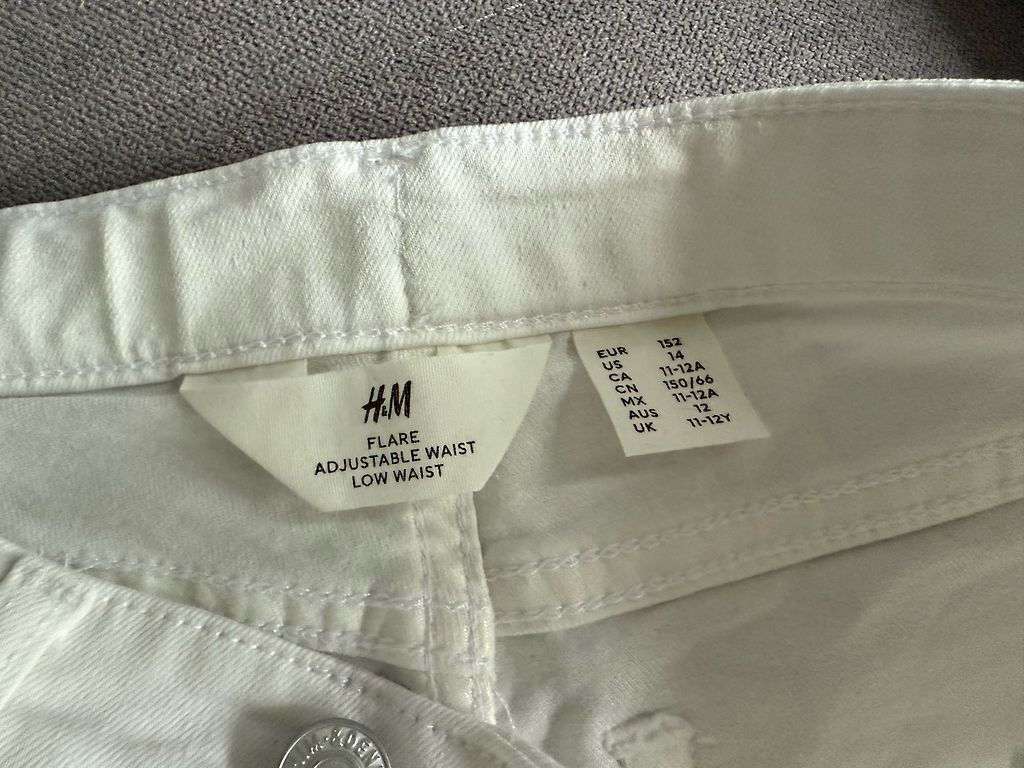 H&M
FLARE
ADJUSTABLE WAIST
LOW WAIST
EUR 152
US 14
CA 11-12A
CN 150/66
MX 11-12A
AUS 12
UK 11-12Y